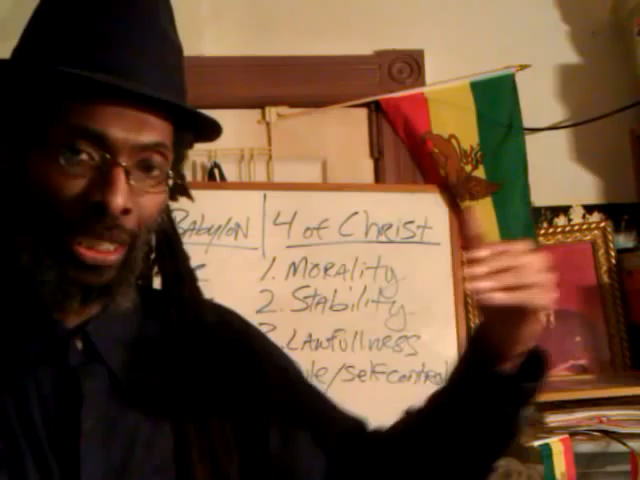 Babylon | 4 of Christ
1. Morality
2. Stability
Lawfullness
/Self-control